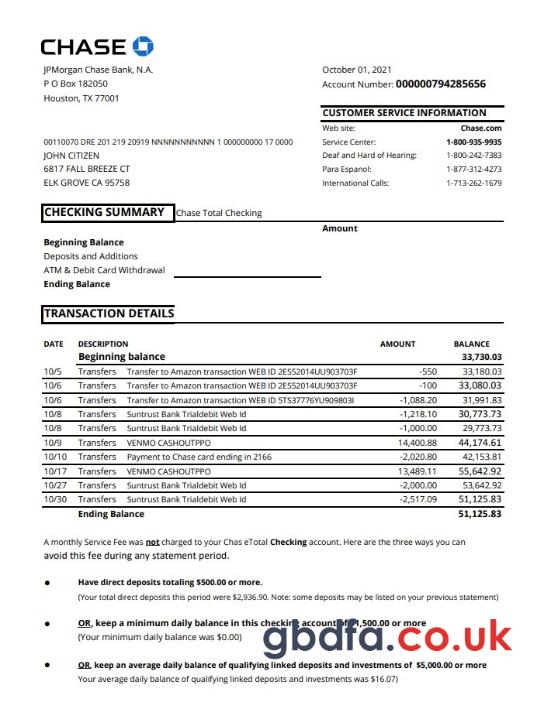 CHASE
JPMorgan Chase Bank, N.A.
P O Box 182050
Houston, TX 77001
October 01, 2021
Account Number: 000000794285656
CUSTOMER SERVICE INFORMATION
Web site: Chase.com
Service Center: 1-800-935-9935
Deaf and Hard of Hearing: 1-800-242-7383
Para Espanol: 1-877-312-4273
International Calls: 1-713-262-1679
00110070 DRE 201 219 20919 NNNNNNNNNNN 1 000000000 17 0000
JOHN CITIZEN
6817 FALL BREEZE CT
ELK GROVE CA 95758
CHECKING SUMMARY Chase Total Checking
Amount
Beginning Balance
Deposits and Additions
ATM & Debit Card Withdrawal
Ending Balance
TRANSACTION DETAILS
DATE DESCRIPTION AMOUNT BALANCE
Beginning balance 33,730.03
10/5 Transfers Transfer to Amazon transaction WEB ID 2ES52014UU903703F -550 33,180.03
10/6 Transfers Transfer to Amazon transaction WEB ID 2ES52014UU903703F -100 33,080.03
10/6 Transfers Transfer to Amazon transaction WEB ID 5TS37776YU909803I -1,088.20 31,991.83
10/8 Transfers Suntrust Bank Trialdebit Web Id -1,218.10 30,773.73
10/8 Transfers Suntrust Bank Trialdebit Web Id -1,000.00 29,773.73
10/9 Transfers VENMO CASHOUTPPO 14,400.88 44,174.61
10/10 Transfers Payment to Chase card ending in 2166 -2,020.80 42,153.81
10/17 Transfers VENMO CASHOUTPPO 13,489.11 55,642.92
10/27 Transfers Suntrust Bank Trialdebit Web Id -2,000.00 53,642.92
10/30 Transfers Suntrust Bank Trialdebit Web Id -2,517.09 51,125.83
Ending Balance 51,125.83
A monthly Service Fee was not charged to your Chas eTotal Checking account. Here are the three ways you can
avoid this fee during any statement period.
• Have direct deposits totaling $500.00 or more.
(Your total direct deposits this period were $2,936.90. Note: some deposits may be listed on your previous statement)
• OR, keep a minimum daily balance in this checking account of $1,500.00 or more
(Your minimum daily balance was $0.00)
gbdfa.co.uk
• OR, keep an average daily balance of qualifying linked deposits and investments of $5,000.00 or more
Your average daily balance of qualifying linked deposits and investments was $16.07)